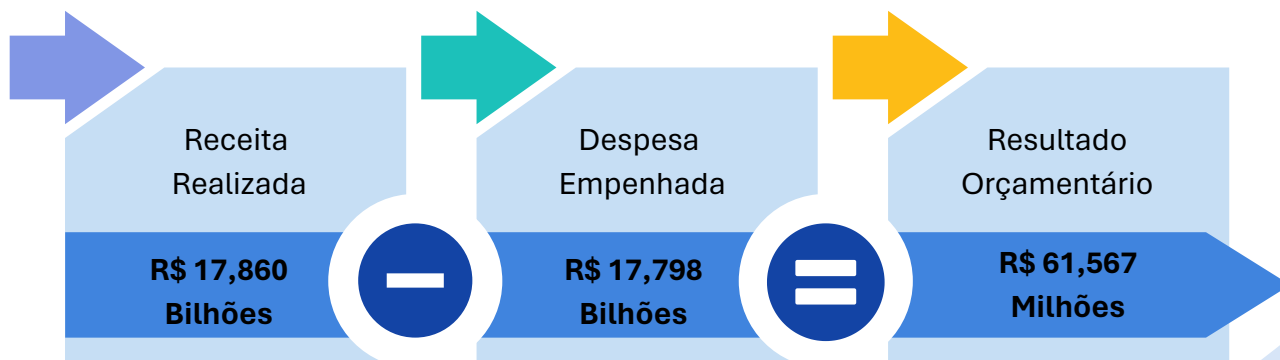 Receita
Realizada
R$ 17,860
Bilhões
Despesa
Empenhada
R$ 17,798
Bilhões
Resultado
Orçamentário
R$ 61,567
Milhões